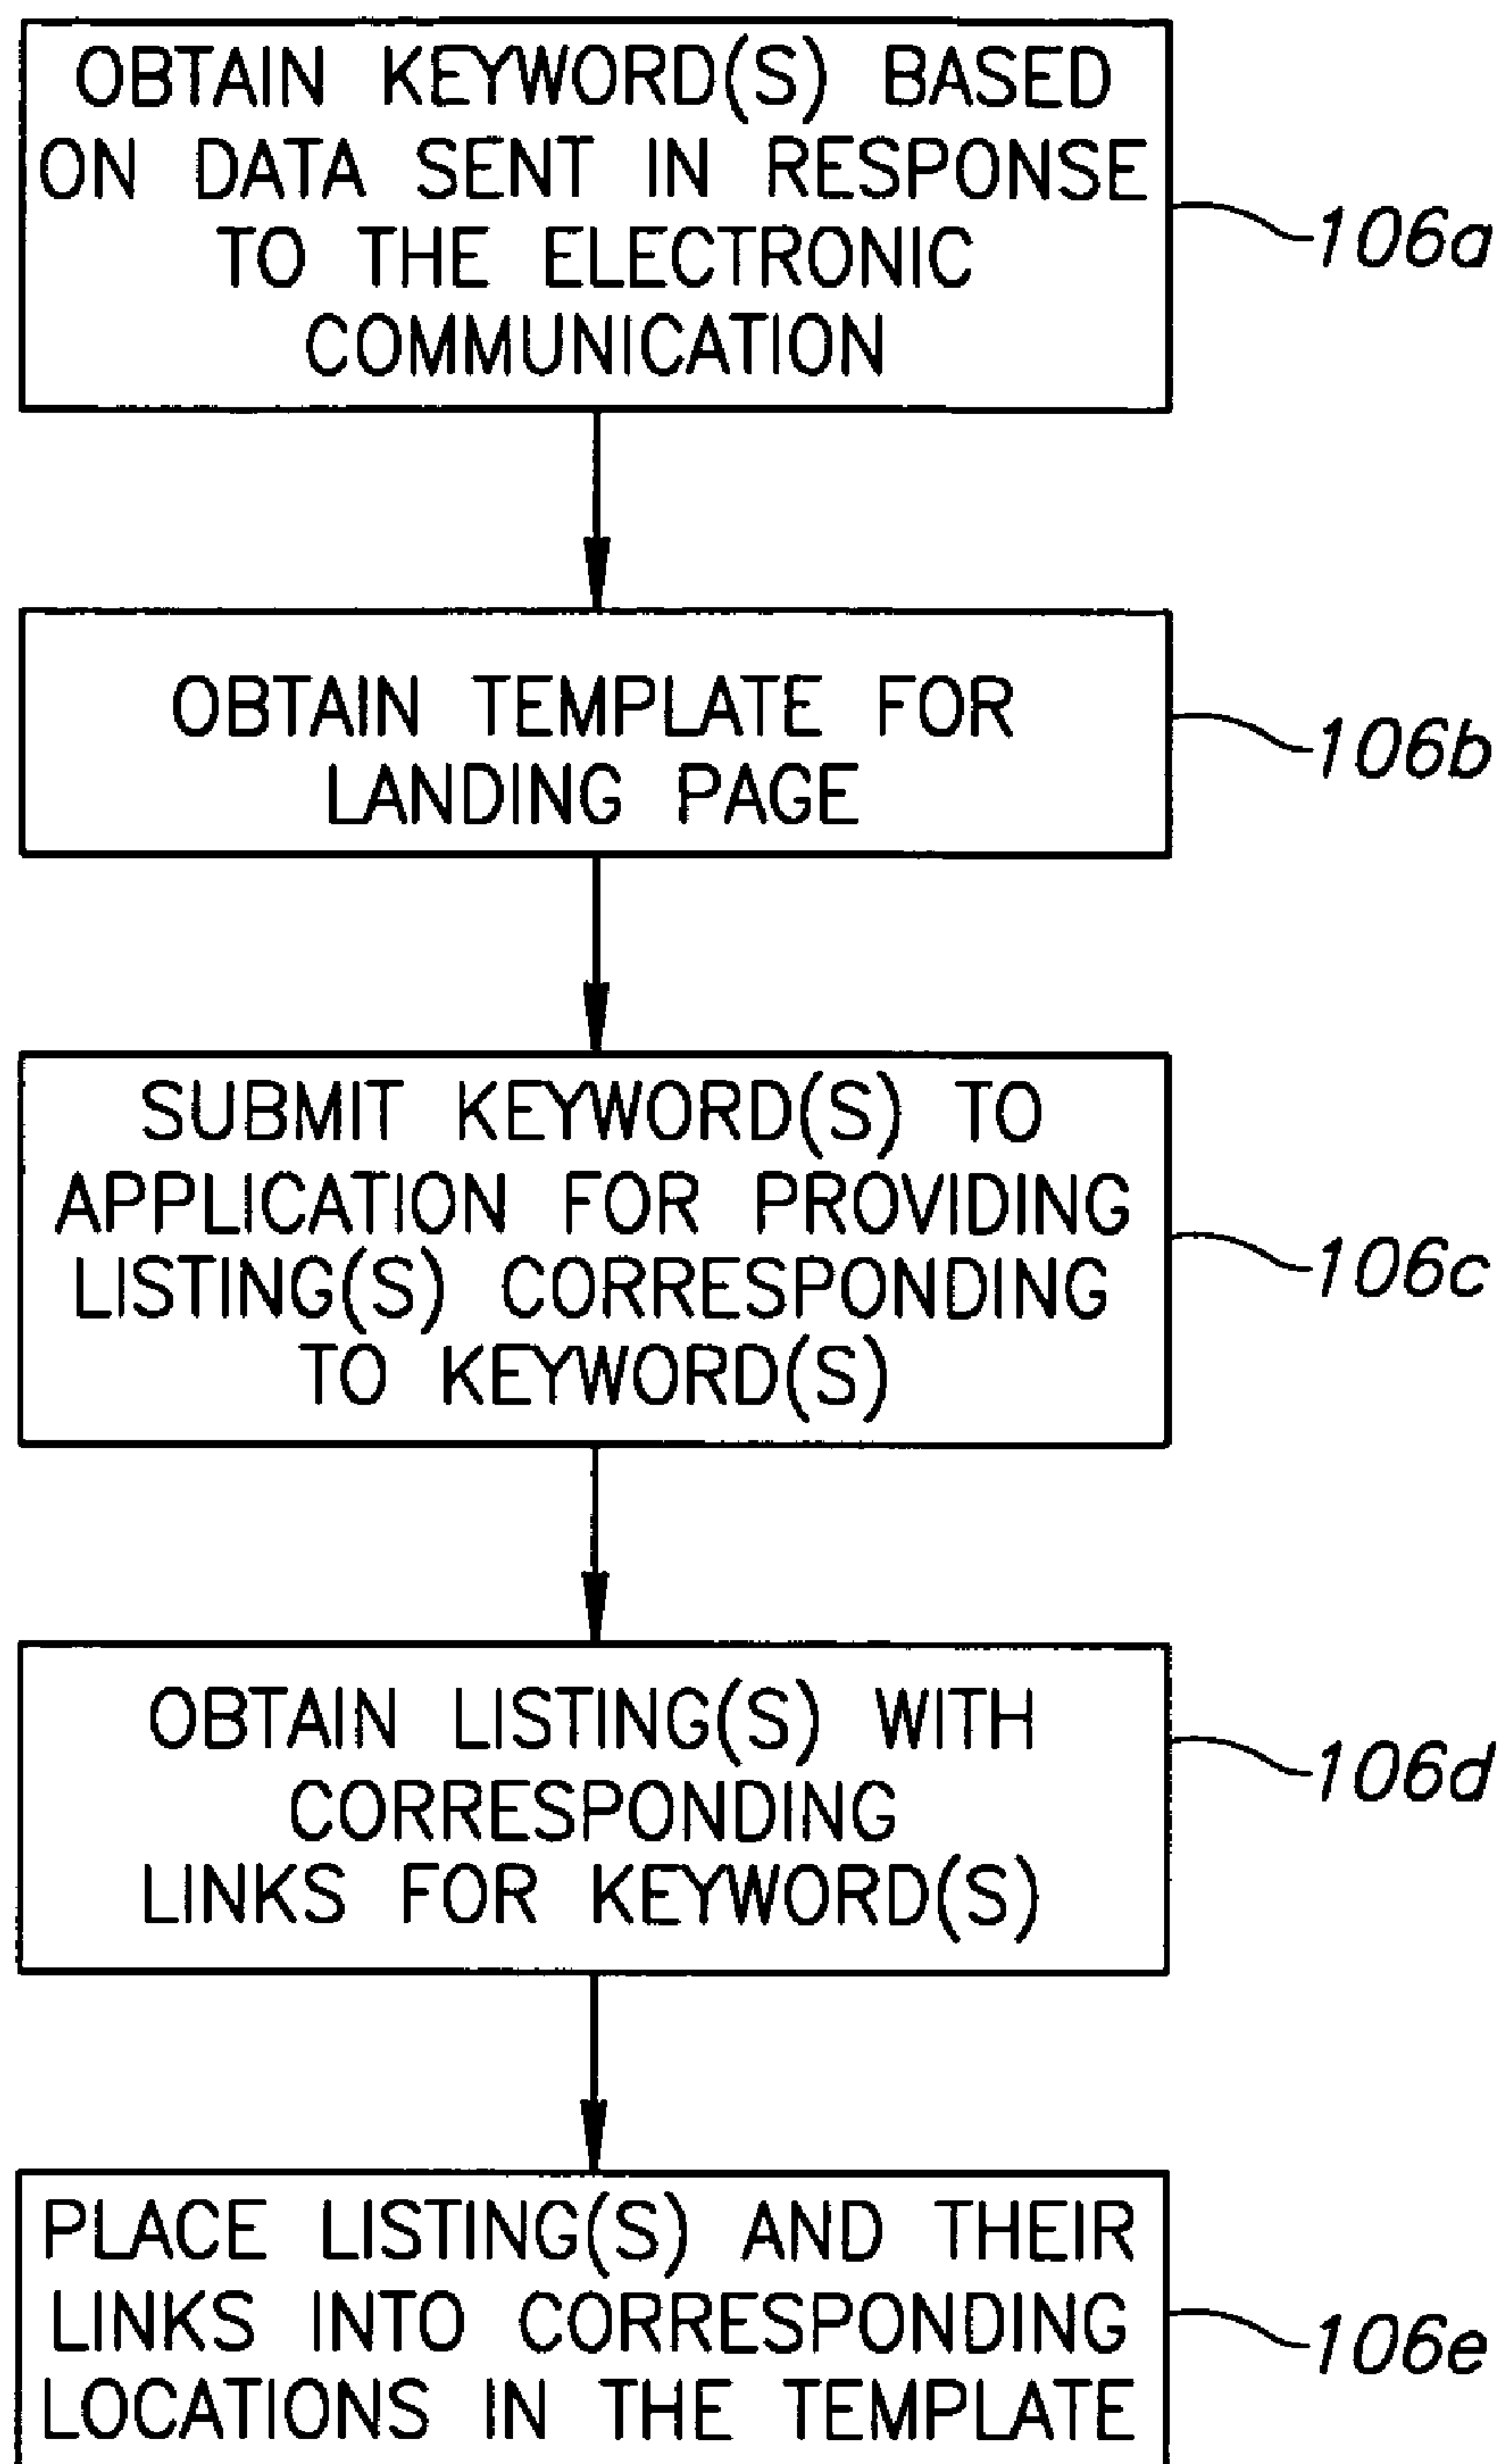 OBTAIN KEYWORD(S) BASED
ON DATA SENT IN RESPONSE
TO THE ELECTRONIC
COMMUNICATION
106a
OBTAIN TEMPLATE FOR
LANDING PAGE
106b
SUBMIT KEYWORD(S) TO
APPLICATION FOR PROVIDING
LISTING(S) CORRESPONDING
TO KEYWORD(S)
106c
OBTAIN LISTING(S) WITH
CORRESPONDING
LINKS FOR KEYWORD(S)
106d
PLACE LISTING(S) AND THEIR
LINKS INTO CORRESPONDING
LOCATIONS IN THE TEMPLATE
106e